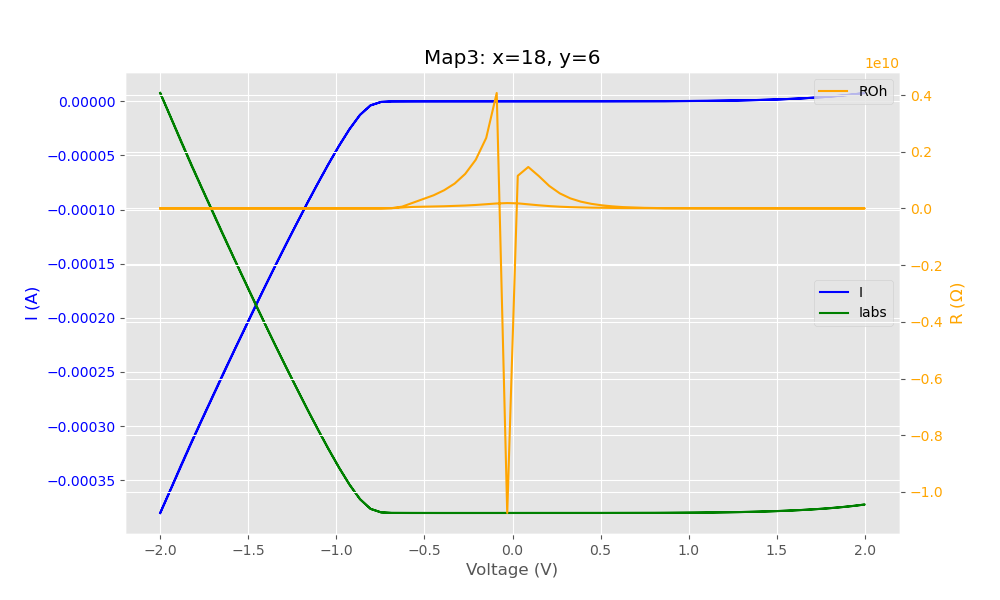 Map3: x=18, y=6
1e10
ROh
I
Iabs
I (A)
0.00000
−0.00005
−0.00010
−0.00015
−0.00020
−0.00025
−0.00030
−0.00035
R (Ω)
0.4
0.2
0.0
−0.2
−0.4
−0.6
−0.8
−1.0
−2.0 −1.5 −1.0 −0.5 0.0 0.5 1.0 1.5 2.0
Voltage (V)